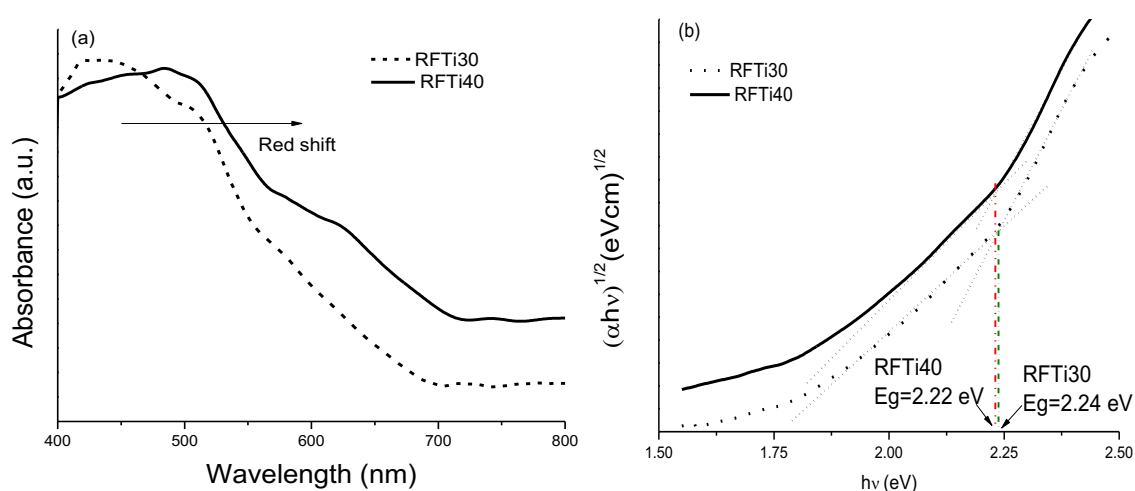 (a)
RFTi30
RFTi40
Red shift
Absorbance (a.u.)
400 500 600 700 800
Wavelength (nm)
(b)
RFTi30
RFTi40
(αhν)^1/2 (eVcm)^1/2
RFTi40
Eg=2.22 eV
RFTi30
Eg=2.24 eV
1.50 1.75 2.00 2.25 2.50
hν (eV)